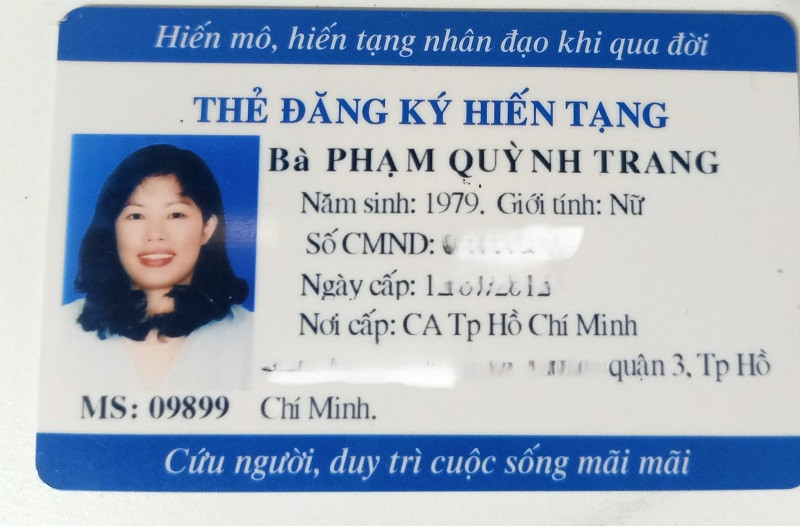 Hiến mô, hiến tạng nhân đạo khi qua đời
THẺ ĐĂNG KÝ HIẾN TẠNG
Bà PHẠM QUỲNH TRANG
Năm sinh: 1979. Giới tính: Nữ
Số CMND:
Ngày cấp:
Nơi cấp: CA Tp Hồ Chí Minh
quận 3, Tp Hồ
MS: 09899 Chí Minh.
Cứu người, duy trì cuộc sống mãi mãi